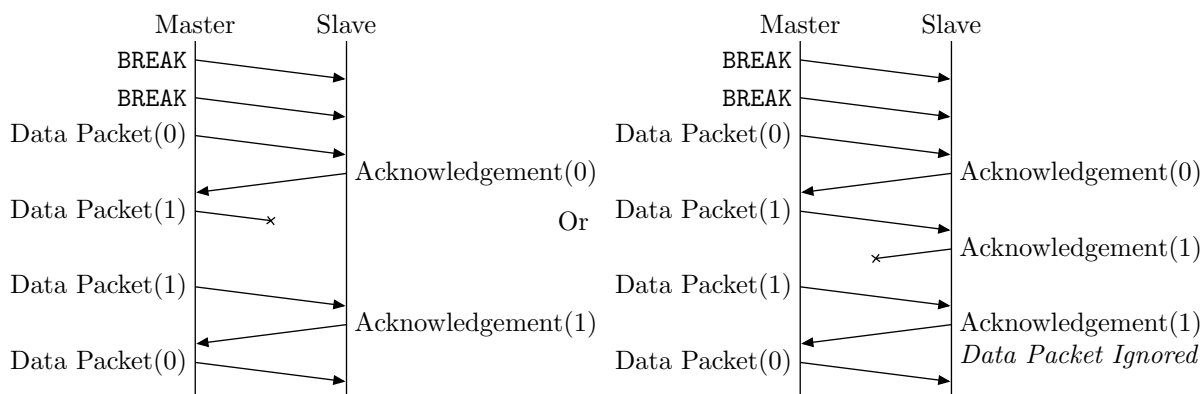 Master Slave
BREAK
BREAK
Data Packet(0)
Acknowledgement(0)
Data Packet(1)
Data Packet(1)
Acknowledgement(1)
Data Packet(0)
Or
Master Slave
BREAK
BREAK
Data Packet(0)
Acknowledgement(0)
Data Packet(1)
Acknowledgement(1)
Data Packet(1)
Acknowledgement(1)
Data Packet Ignored
Data Packet(0)